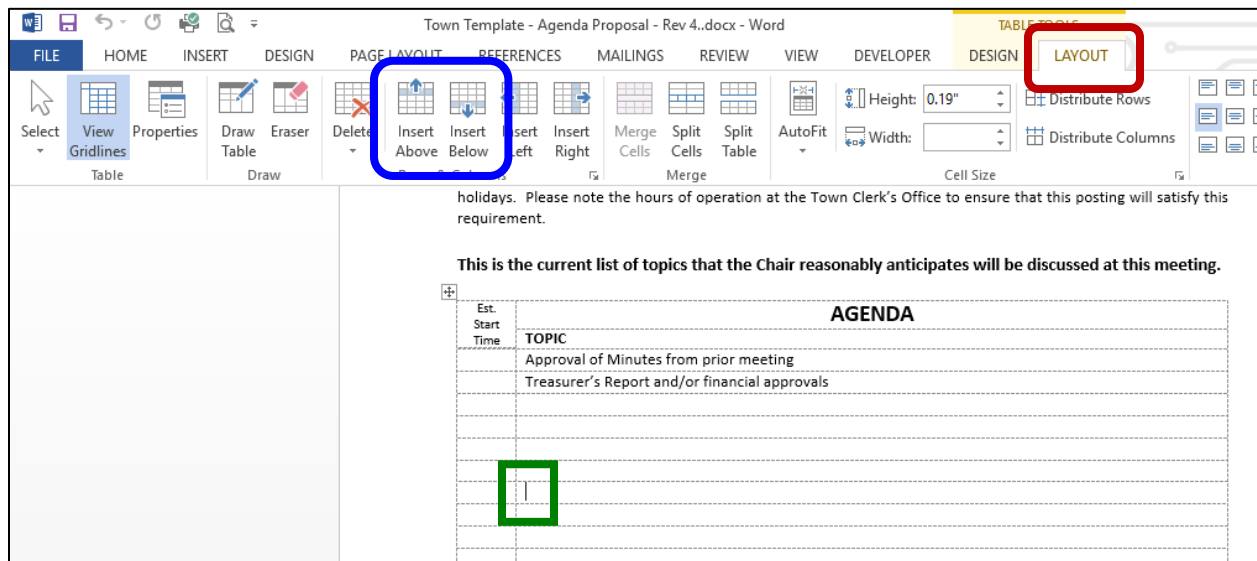 Town Template - Agenda Proposal - Rev 4..docx - Word
TABLE TOOLS
FILE HOME INSERT DESIGN PAGE LAYOUT REFERENCES MAILINGS REVIEW VIEW DEVELOPER DESIGN LAYOUT
Select View Gridlines Properties Draw Table Eraser Delete Insert Above Insert Below Insert Left Insert Right Merge Cells Split Cells Split Table AutoFit Height: 0.19" Distribute Rows
Width: Distribute Columns
Table Draw Rows & Columns Merge Cell Size
holidays. Please note the hours of operation at the Town Clerk's Office to ensure that this posting will satisfy this
requirement.
This is the current list of topics that the Chair reasonably anticipates will be discussed at this meeting.
Est.
Start
Time
AGENDA
TOPIC
Approval of Minutes from prior meeting
Treasurer's Report and/or financial approvals